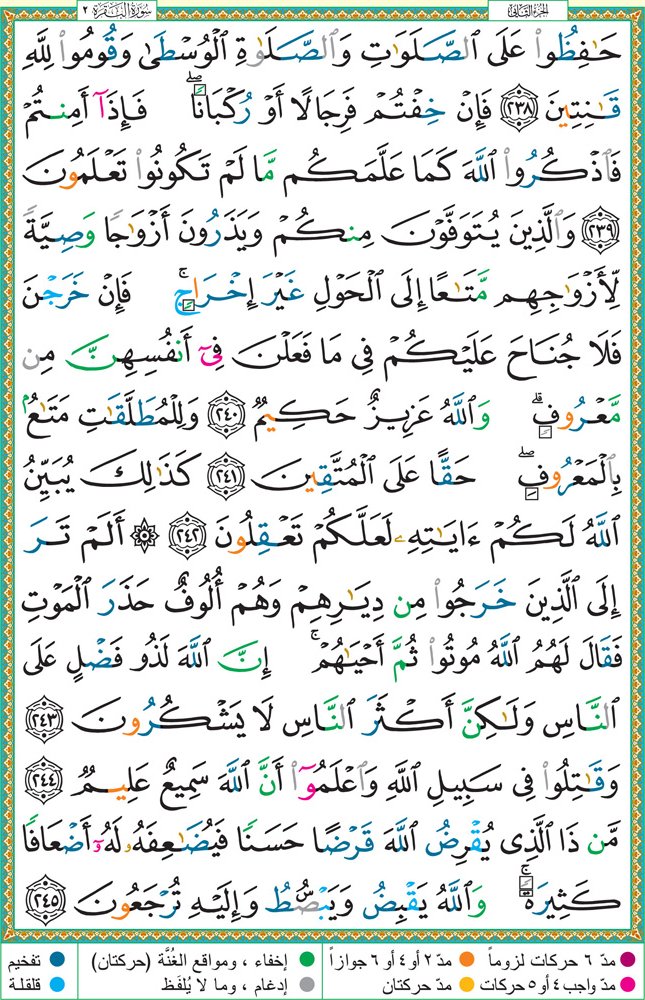 سُورَةُ البَقَرَة ٢ الجزء الثاني
حَـٰفِظُوا۟ عَلَى ٱلصَّلَوَٰتِ وَٱلصَّلَوٰةِ ٱلْوُسْطَىٰ وَقُومُوا۟ لِلَّهِ
قَـٰنِتِينَ ٢٣٨ فَإِنْ خِفْتُمْ فَرِجَالًا أَوْ رُكْبَانًا ۖ فَإِذَآ أَمِنتُمْ
فَٱذْكُرُوا۟ ٱللَّهَ كَمَا عَلَّمَكُم مَّا لَمْ تَكُونُوا۟ تَعْلَمُونَ
٢٣٩ وَٱلَّذِينَ يُتَوَفَّوْنَ مِنكُمْ وَيَذَرُونَ أَزْوَٰجًا وَصِيَّةً
لِّأَزْوَٰجِهِم مَّتَـٰعًا إِلَى ٱلْحَوْلِ غَيْرَ إِخْرَاجٍ ۚ فَإِنْ خَرَجْنَ
فَلَا جُنَاحَ عَلَيْكُمْ فِى مَا فَعَلْنَ فِىٓ أَنفُسِهِنَّ مِن
مَّعْرُوفٍ ۗ وَٱللَّهُ عَزِيزٌ حَكِيمٌ ٢٤٠ وَلِلْمُطَلَّقَـٰتِ مَتَـٰعٌۢ
بِٱلْمَعْرُوفِ ۖ حَقًّا عَلَى ٱلْمُتَّقِينَ ٢٤١ كَذَٰلِكَ يُبَيِّنُ
ٱللَّهُ لَكُمْ ءَايَـٰتِهِۦ لَعَلَّكُمْ تَعْقِلُونَ ٢٤٢ ۞ أَلَمْ تَرَ
إِلَى ٱلَّذِينَ خَرَجُوا۟ مِن دِيَـٰرِهِمْ وَهُمْ أُلُوفٌ حَذَرَ ٱلْمَوْتِ
فَقَالَ لَهُمُ ٱللَّهُ مُوتُوا۟ ثُمَّ أَحْيَـٰهُمْ ۚ إِنَّ ٱللَّهَ لَذُو فَضْلٍ عَلَى
ٱلنَّاسِ وَلَـٰكِنَّ أَكْثَرَ ٱلنَّاسِ لَا يَشْكُرُونَ ٢٤٣
وَقَـٰتِلُوا۟ فِى سَبِيلِ ٱللَّهِ وَٱعْلَمُوٓا۟ أَنَّ ٱللَّهَ سَمِيعٌ عَلِيمٌ ٢٤٤
مَّن ذَا ٱلَّذِى يُقْرِضُ ٱللَّهَ قَرْضًا حَسَنًا فَيُضَـٰعِفَهُۥ لَهُۥٓ أَضْعَافًا
كَثِيرَةً ۚ وَٱللَّهُ يَقْبِضُ وَيَبْصُۜطُ وَإِلَيْهِ تُرْجَعُونَ ٢٤٥
مدّ ٦ حركات لزوماً مدّ ٢ أو ٤ أو ٦ جوازاً إخفاء ، ومواقع الغُنَّة (حركتان) تفخيم
مدّ واجب ٤ أو ٥ حركات مدّ حركتان إدغام ، وما لا يُلفَظ قلقلة